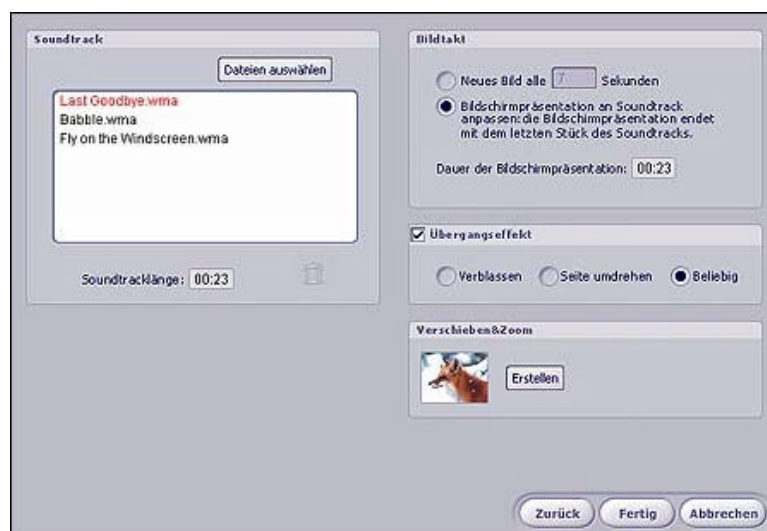 Soundtrack
Dateien auswählen
Last Goodbye.wma
Babble.wma
Fly on the Windscreen.wma
Soundtracklänge: 00:23
Bildtakt
Neues Bild alle 7 Sekunden
Bildschirmpräsentation an Soundtrack
anpassen:die Bildschirmpräsentation endet
mit dem letzten Stück des Soundtracks.
Dauer der Bildschirmpräsentation: 00:23
Übergangseffekt
Verblassen Seite umdrehen Beliebig
Verschieben&Zoom
Erstellen
Zurück Fertig Abbrechen